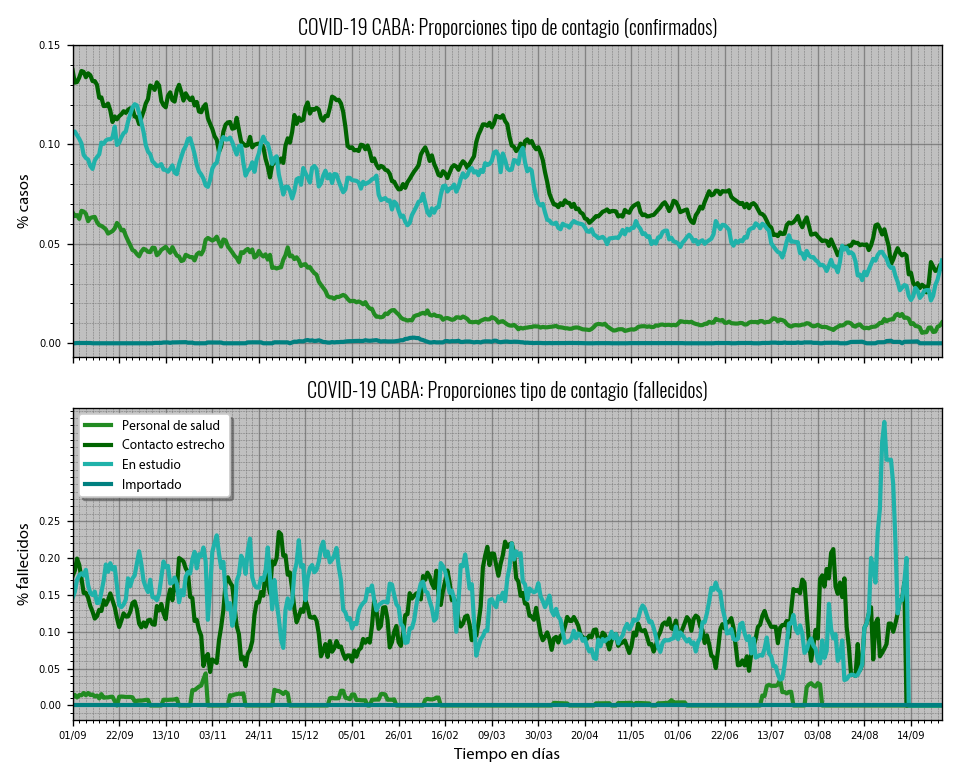 COVID-19 CABA: Proporciones tipo de contagio (confirmados)
0.15
0.10
0.05
0.00
% casos
COVID-19 CABA: Proporciones tipo de contagio (fallecidos)
Personal de salud
Contacto estrecho
En estudio
Importado
0.25
0.20
0.15
0.10
0.05
0.00
% fallecidos
01/09 22/09 13/10 03/11 24/11 15/12 05/01 26/01 16/02 09/03 30/03 20/04 11/05 01/06 22/06 13/07 03/08 24/08 14/09
Tiempo en días